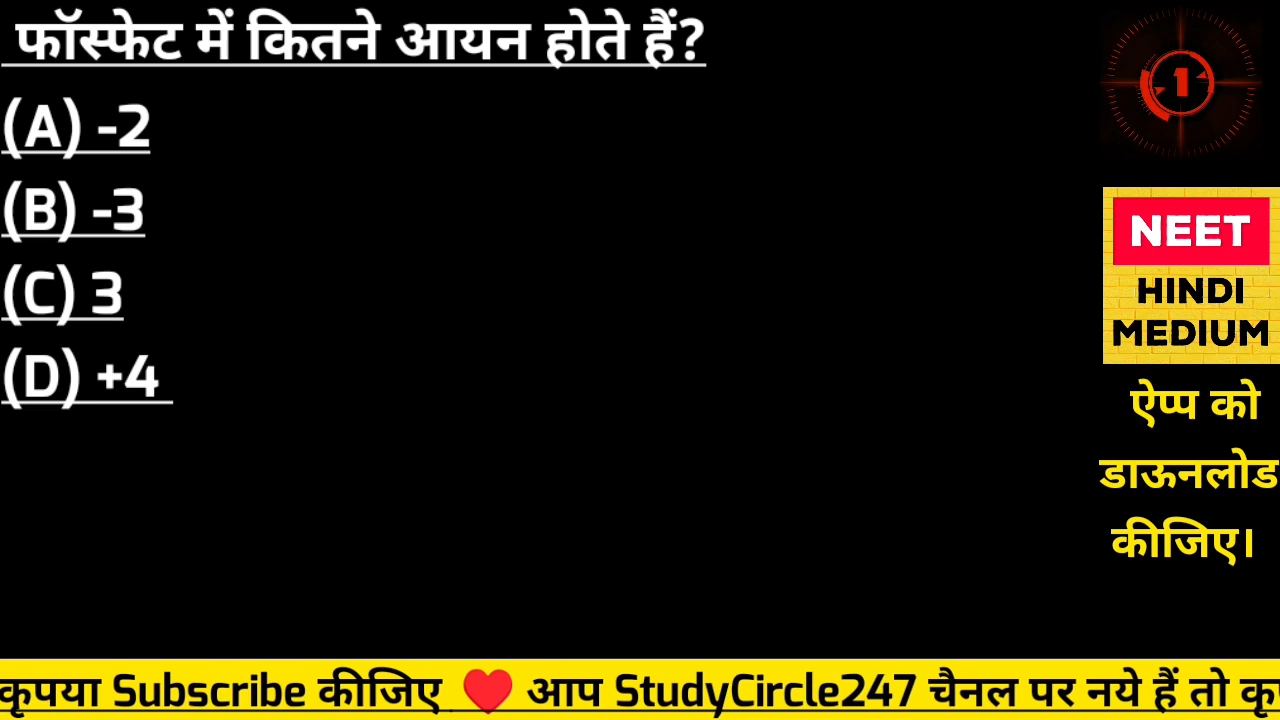 फॉस्फेट में कितने आयन होते हैं?
(A) -2
(B) -3
(C) 3
(D) +4
1
NEET
HINDI
MEDIUM
ऐप्प को
डाऊनलोड
कीजिए।
कृपया Subscribe कीजिए ❤️ आप StudyCircle247 चैनल पर नये हैं तो